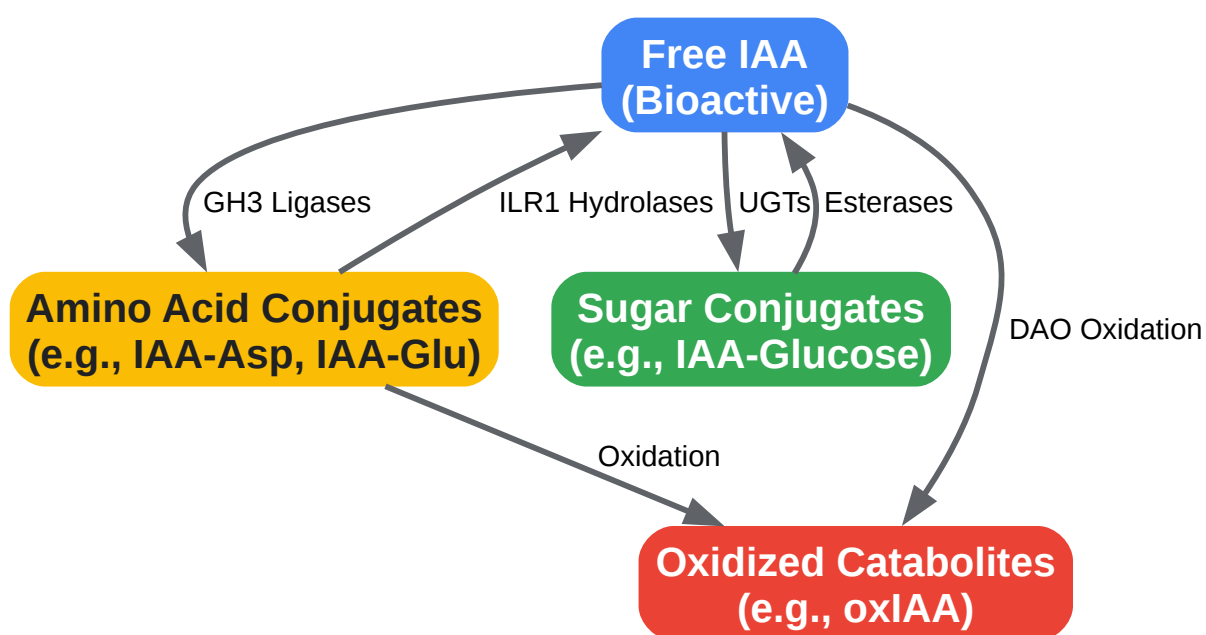 Free IAA
(Bioactive)
GH3 Ligases
ILR1 Hydrolases
UGTs
Esterases
Amino Acid Conjugates
(e.g., IAA-Asp, IAA-Glu)
Sugar Conjugates
(e.g., IAA-Glucose)
DAO Oxidation
Oxidation
Oxidized Catabolites
(e.g., oxIAA)